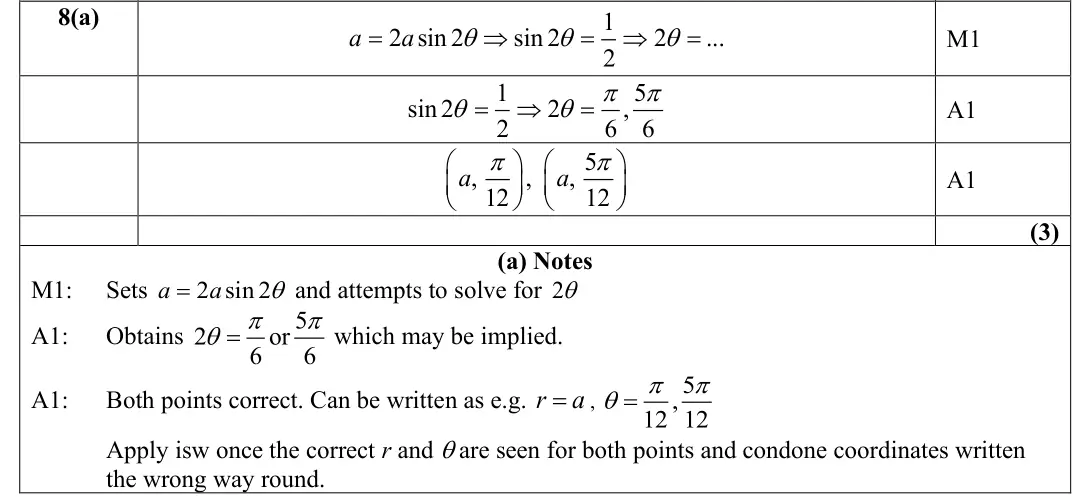 8(a) a = 2a sin 2θ ⇒ sin 2θ = 1/2 ⇒ 2θ = ... M1
sin 2θ = 1/2 ⇒ 2θ = π/6, 5π/6 A1
(a, π/12), (a, 5π/12) A1
(3)
(a) Notes
M1: Sets a = 2a sin 2θ and attempts to solve for 2θ
A1: Obtains 2θ = π/6 or 5π/6 which may be implied.
A1: Both points correct. Can be written as e.g. r = a , θ = π/12, 5π/12
Apply isw once the correct r and θ are seen for both points and condone coordinates written
the wrong way round.